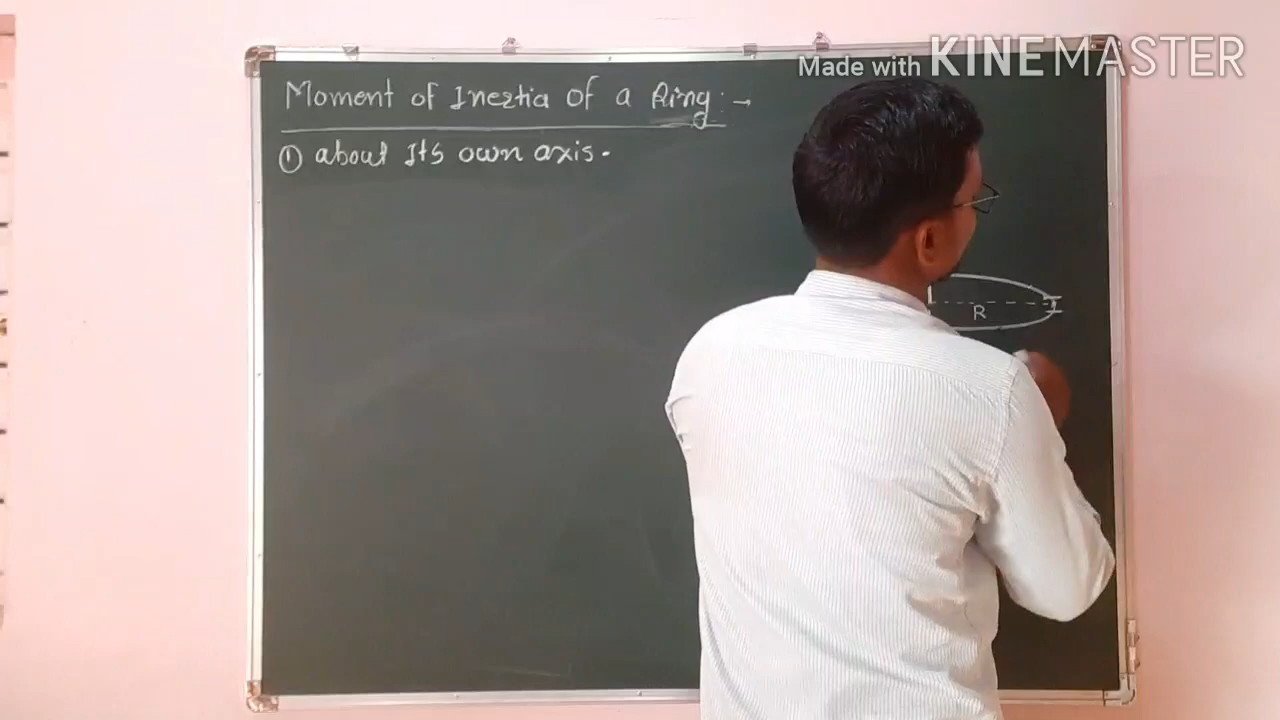 Made with KINEMASTER
Moment of Inertia of a Ring :→
① about Its own axis.
R